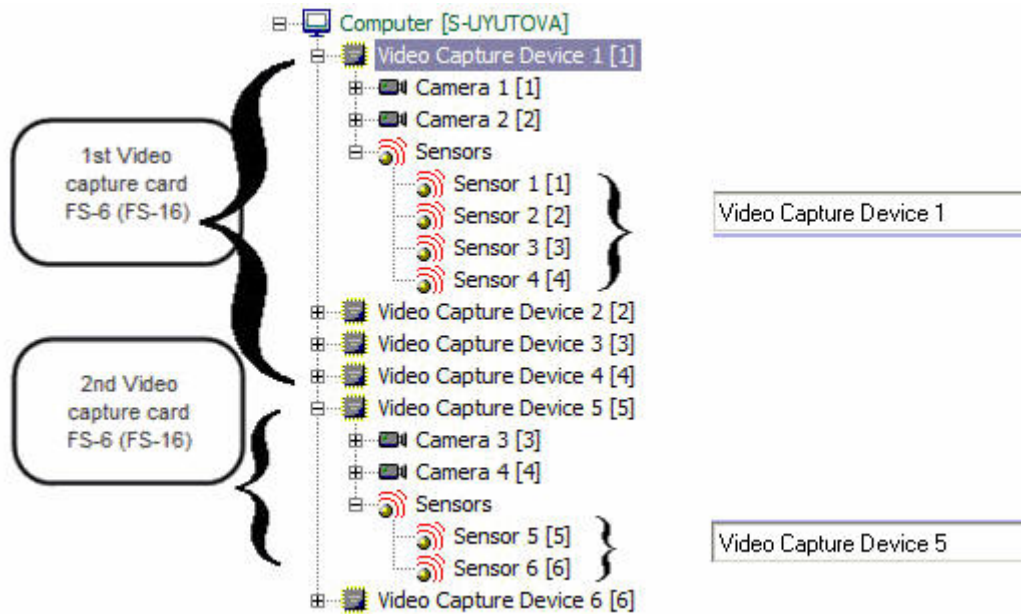 Computer [S-UYUTOVA]
Video Capture Device 1 [1]
Camera 1 [1]
Camera 2 [2]
Sensors
Sensor 1 [1]
Sensor 2 [2]
Sensor 3 [3]
Sensor 4 [4]
Video Capture Device 2 [2]
Video Capture Device 3 [3]
Video Capture Device 4 [4]
Video Capture Device 5 [5]
Camera 3 [3]
Camera 4 [4]
Sensors
Sensor 5 [5]
Sensor 6 [6]
Video Capture Device 6 [6]
1st Video
capture card
FS-6 (FS-16)
2nd Video
capture card
FS-6 (FS-16)
Video Capture Device 1
Video Capture Device 5